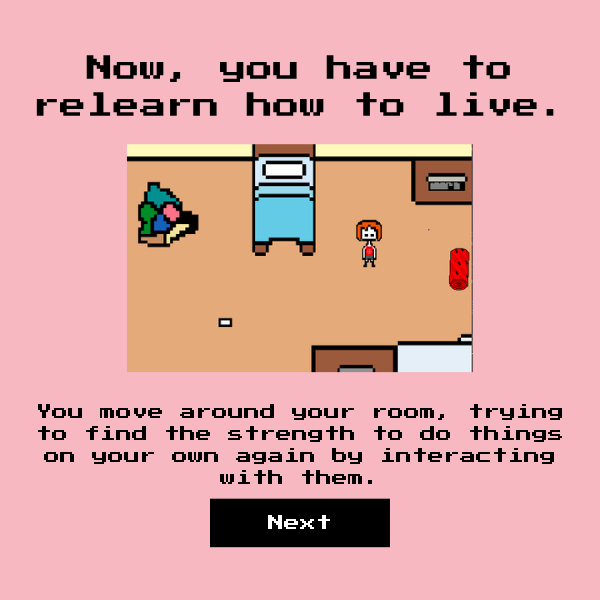 Now, you have to
relearn how to live.
You move around your room, trying
to find the strength to do things
on your own again by interacting
with them.
Next